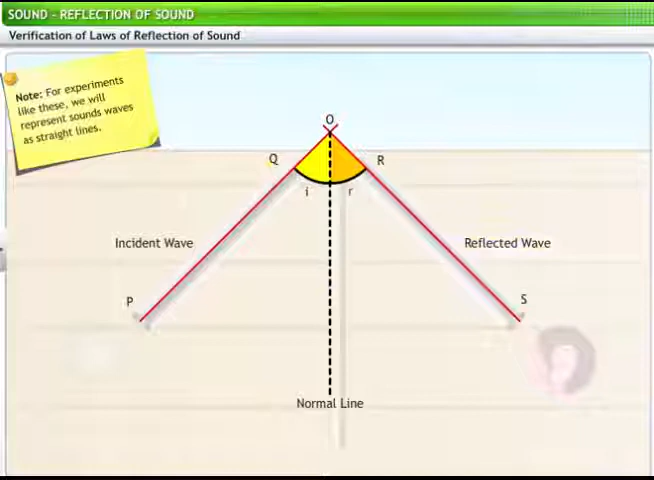 SOUND - REFLECTION OF SOUND
Verification of Laws of Reflection of Sound
Note: For experiments
like these, we will
represent sounds waves
as straight lines.
O
Q
R
i
r
Incident Wave
Reflected Wave
P
S
Normal Line